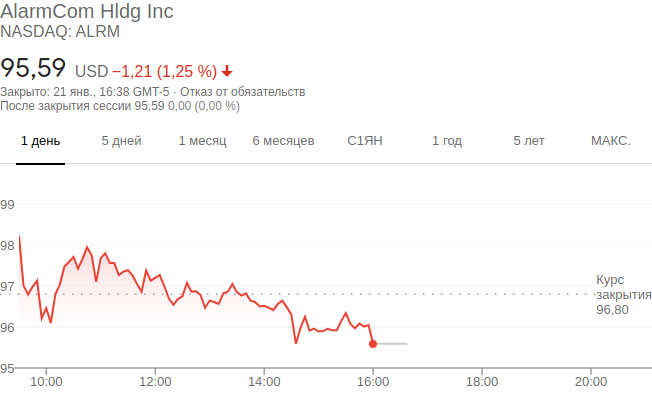 AlarmCom Hldg Inc
NASDAQ: ALRM
95,59 USD −1,21 (1,25 %)
Закрыто: 21 янв., 16:38 GMT-5 · Отказ от обязательств
После закрытия сессии 95,59 0,00 (0,00 %)
1 день 5 дней 1 месяц 6 месяцев С1ЯН 1 год 5 лет МАКС.
99
98
97
96
95
Курс
закрытия
96,80
10:00 12:00 14:00 16:00 18:00 20:00